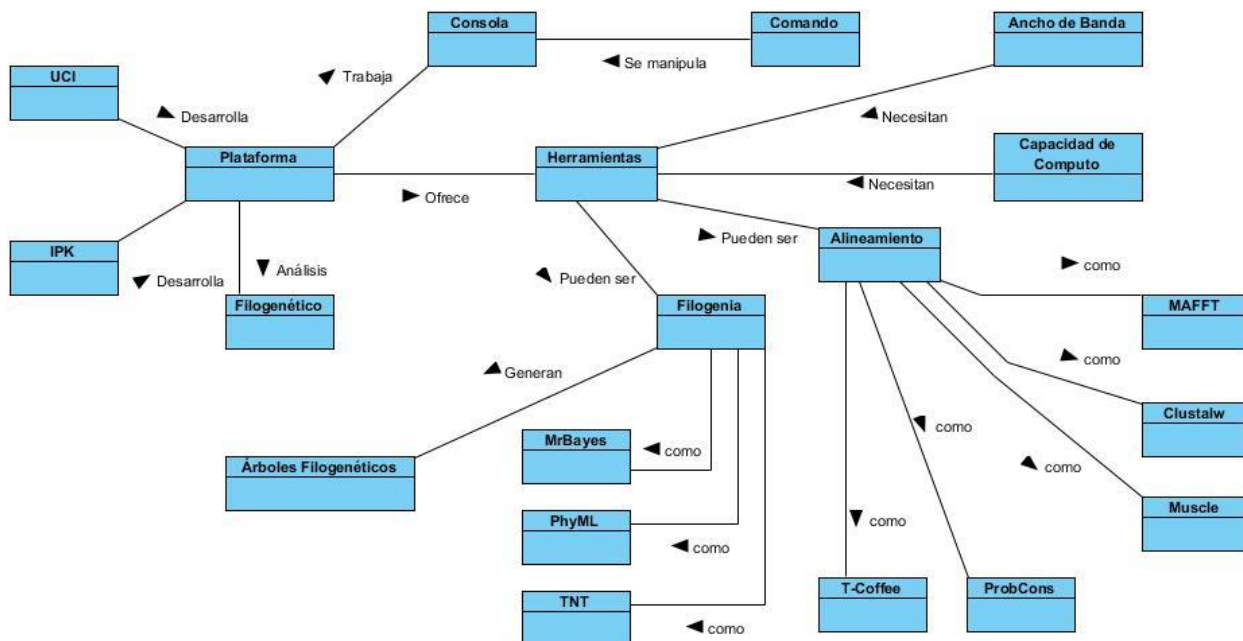 Consola
Comando
Ancho de Banda
Se manipula
UCI
Trabaja
Desarrolla
Necesitan
Plataforma
Herramientas
Capacidad de
Computo
Necesitan
Ofrece
IPK
Pueden ser
Alineamiento
Análisis
Desarrolla
Pueden ser
como
Filogenético
Filogenia
MAFFT
Generan
como
Clustalw
MrBayes
como
como
Árboles Filogenéticos
como
Muscle
PhyML
como
como
T-Coffee
ProbCons
TNT
como